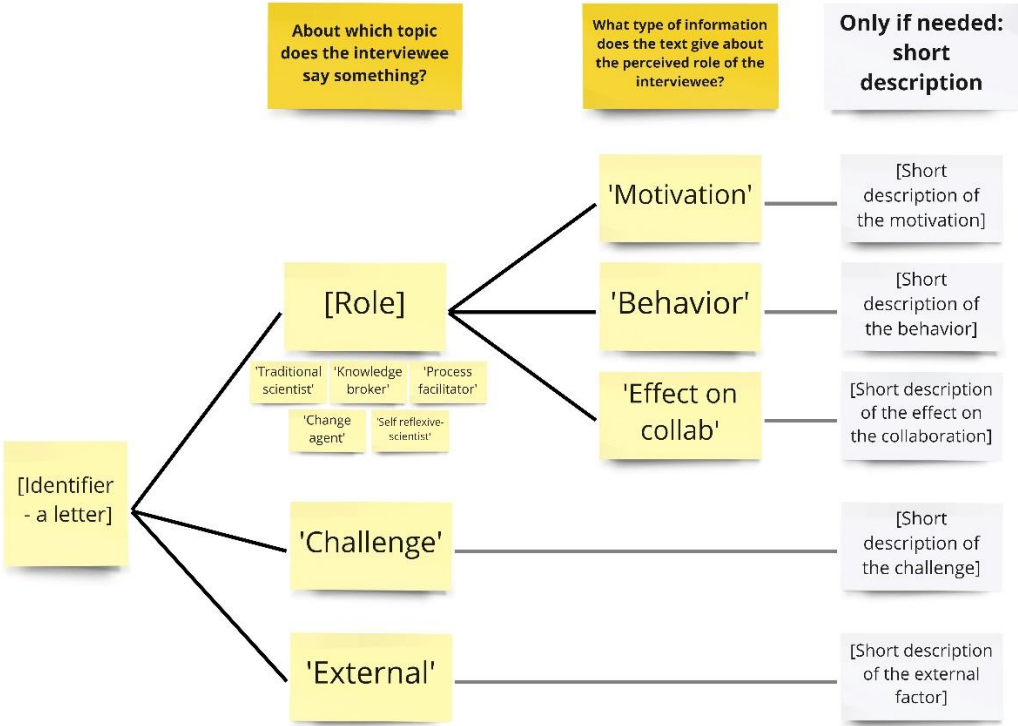 About which topic
does the interviewee
say something?
What type of information
does the text give about
the perceived role of the
interviewee?
Only if needed:
short
description
[Identifier
- a letter]
[Role]
'Traditional
scientist'
'Knowledge
broker'
'Process
facilitator'
'Change
agent'
'Self reflexive-
scientist'
'Motivation'
[Short
description of
the motivation]
'Behavior'
[Short
description of
the behavior]
'Effect on
collab'
[Short description
of the effect on
the collaboration]
'Challenge'
[Short
description of
the challenge]
'External'
[Short description
of the external
factor]